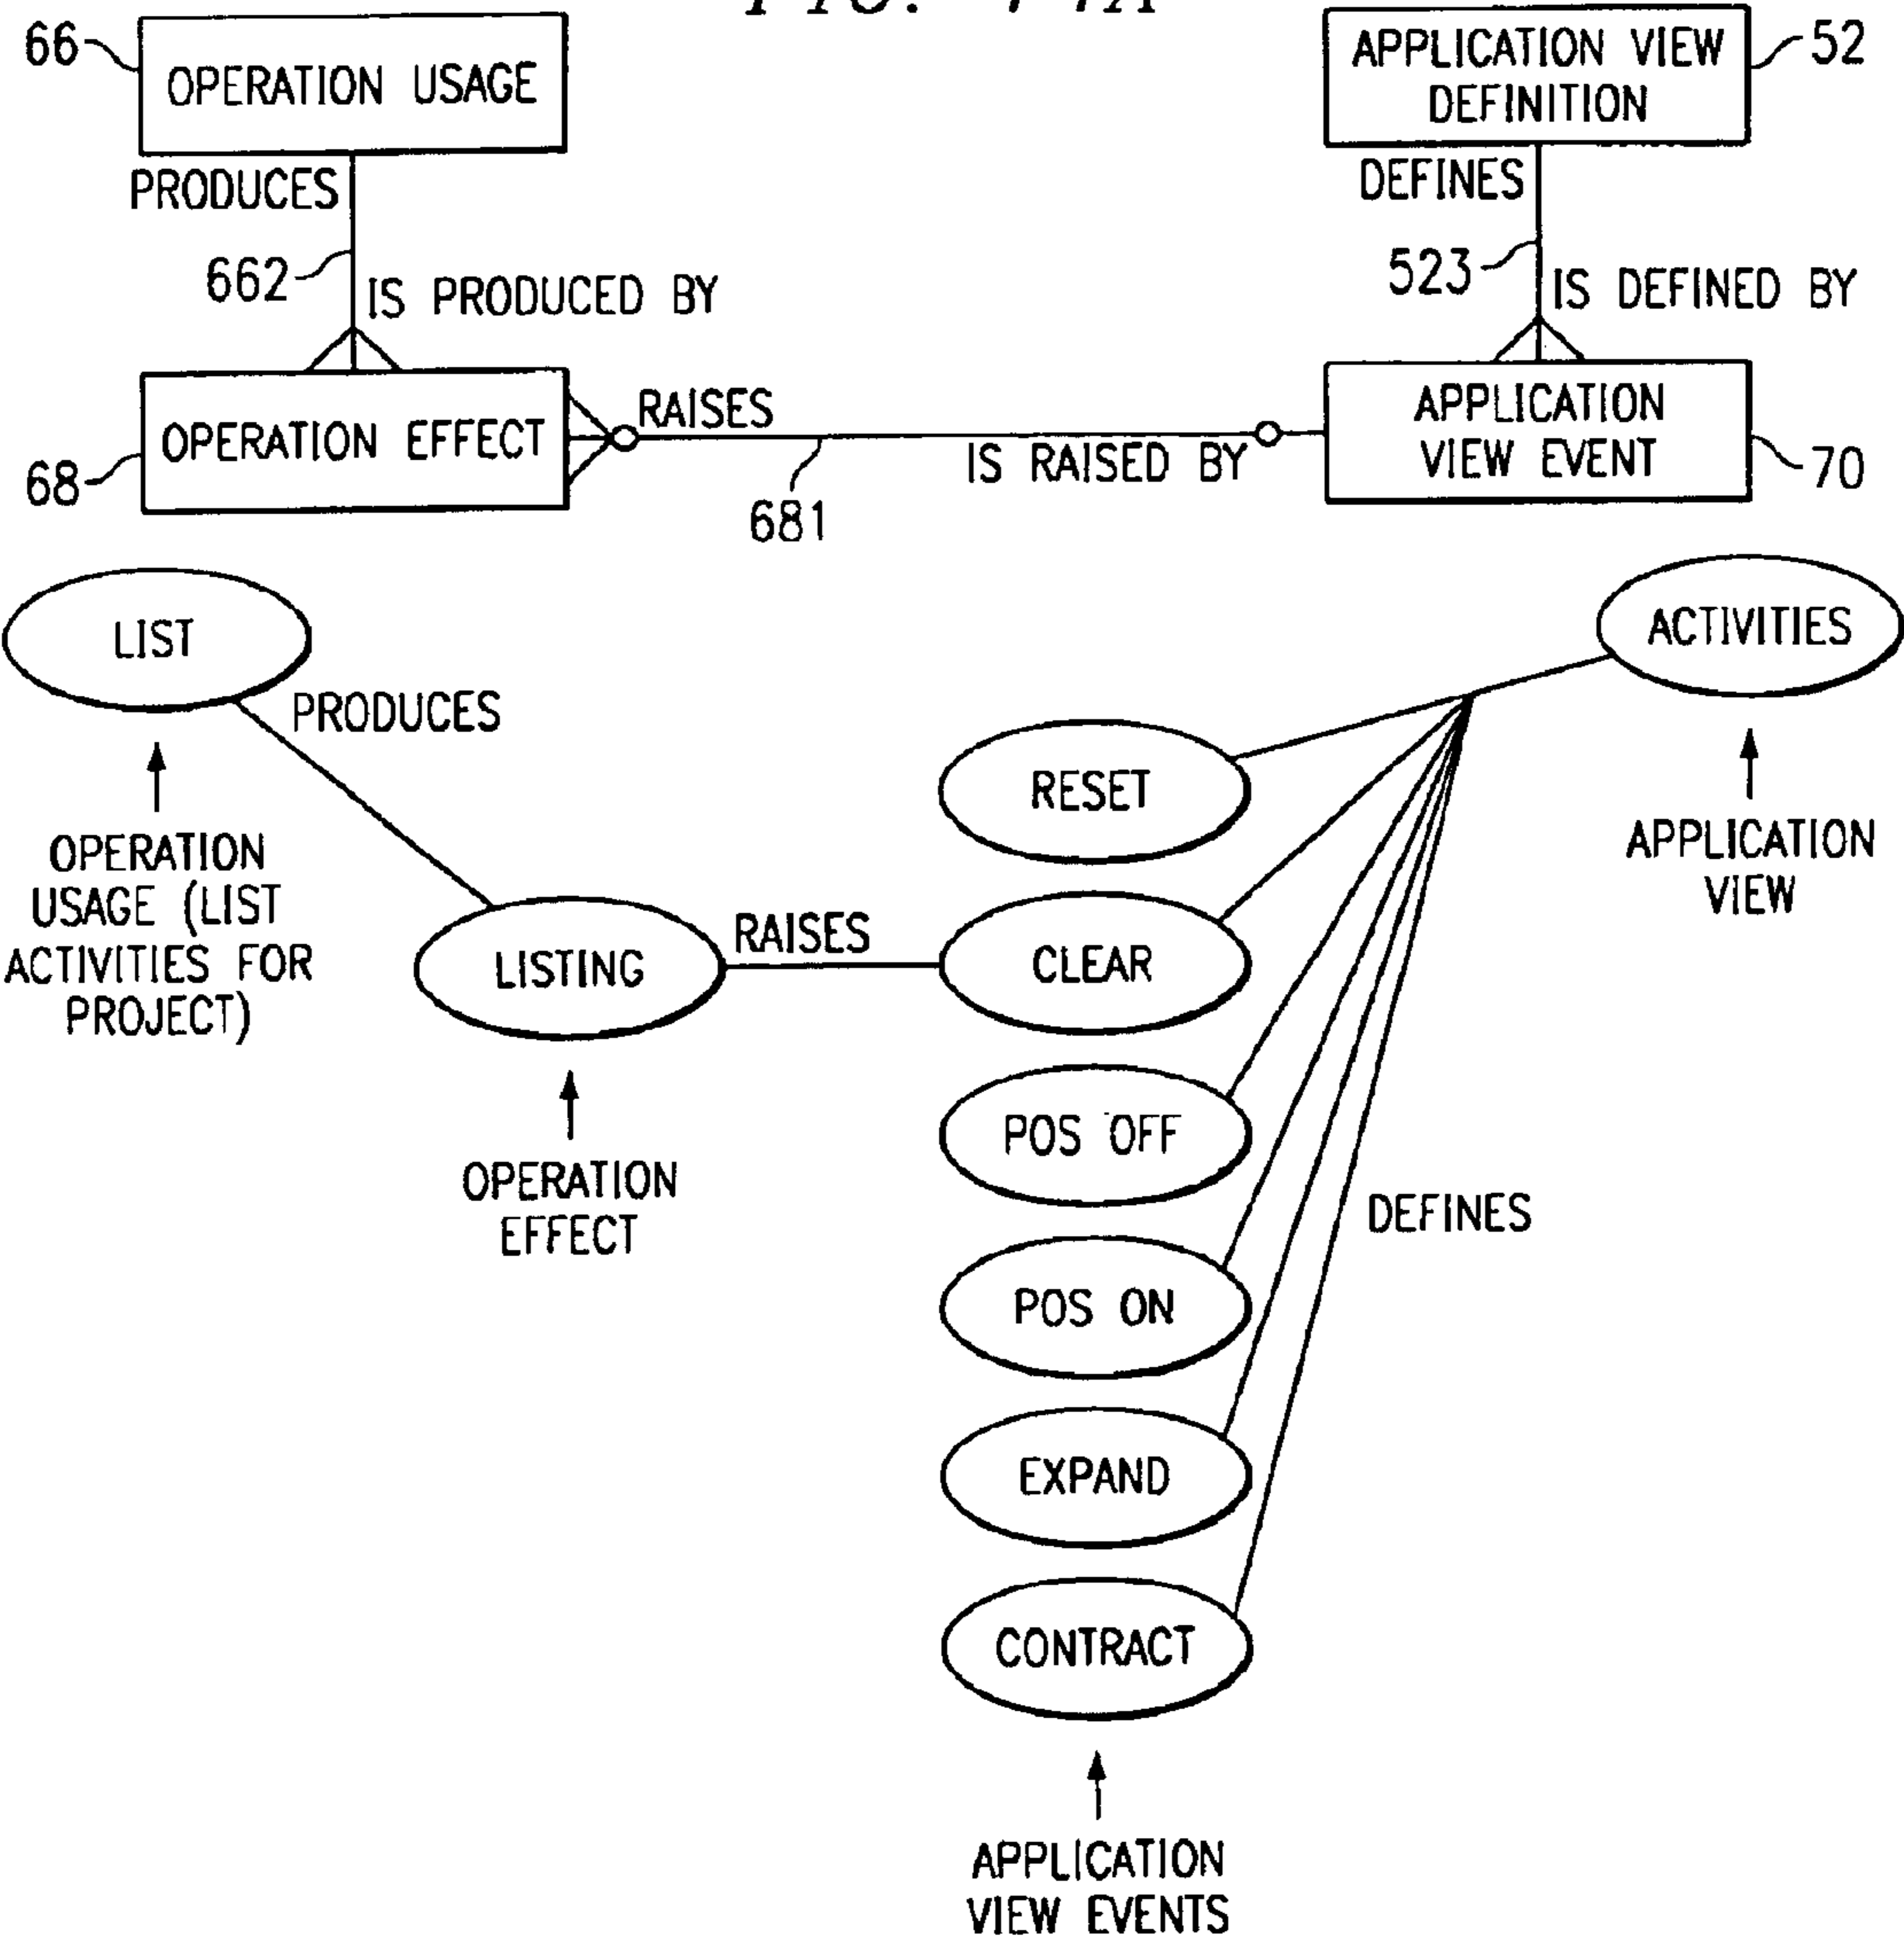 66
OPERATION USAGE
APPLICATION VIEW
DEFINITION
52
PRODUCES
662
IS PRODUCED BY
DEFINES
523
IS DEFINED BY
OPERATION EFFECT
68
RAISES
681
IS RAISED BY
APPLICATION
VIEW EVENT
70
LIST
PRODUCES
OPERATION
USAGE (LIST
ACTIVITIES FOR
PROJECT)
LISTING
RAISES
OPERATION
EFFECT
RESET
CLEAR
POS OFF
POS ON
EXPAND
CONTRACT
APPLICATION
VIEW EVENTS
DEFINES
ACTIVITIES
APPLICATION
VIEW